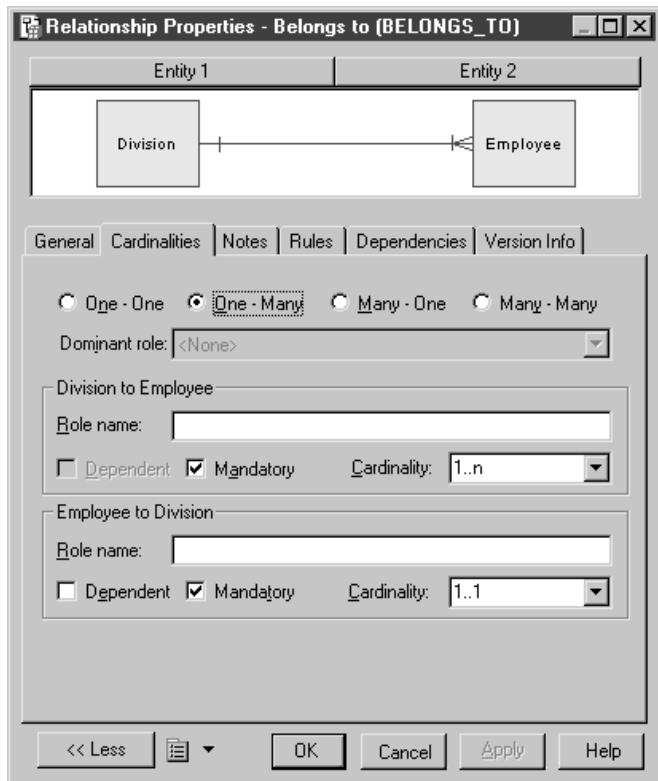 Relationship Properties - Belongs to (BELONGS_TO)
Entity 1 Entity 2
Division Employee
General Cardinalities Notes Rules Dependencies Version Info
One - One One - Many Many - One Many - Many
Dominant role: <None>
Division to Employee
Role name:
Dependent Mandatory Cardinality: 1..n
Employee to Division
Role name:
Dependent Mandatory Cardinality: 1..1
<< Less OK Cancel Apply Help